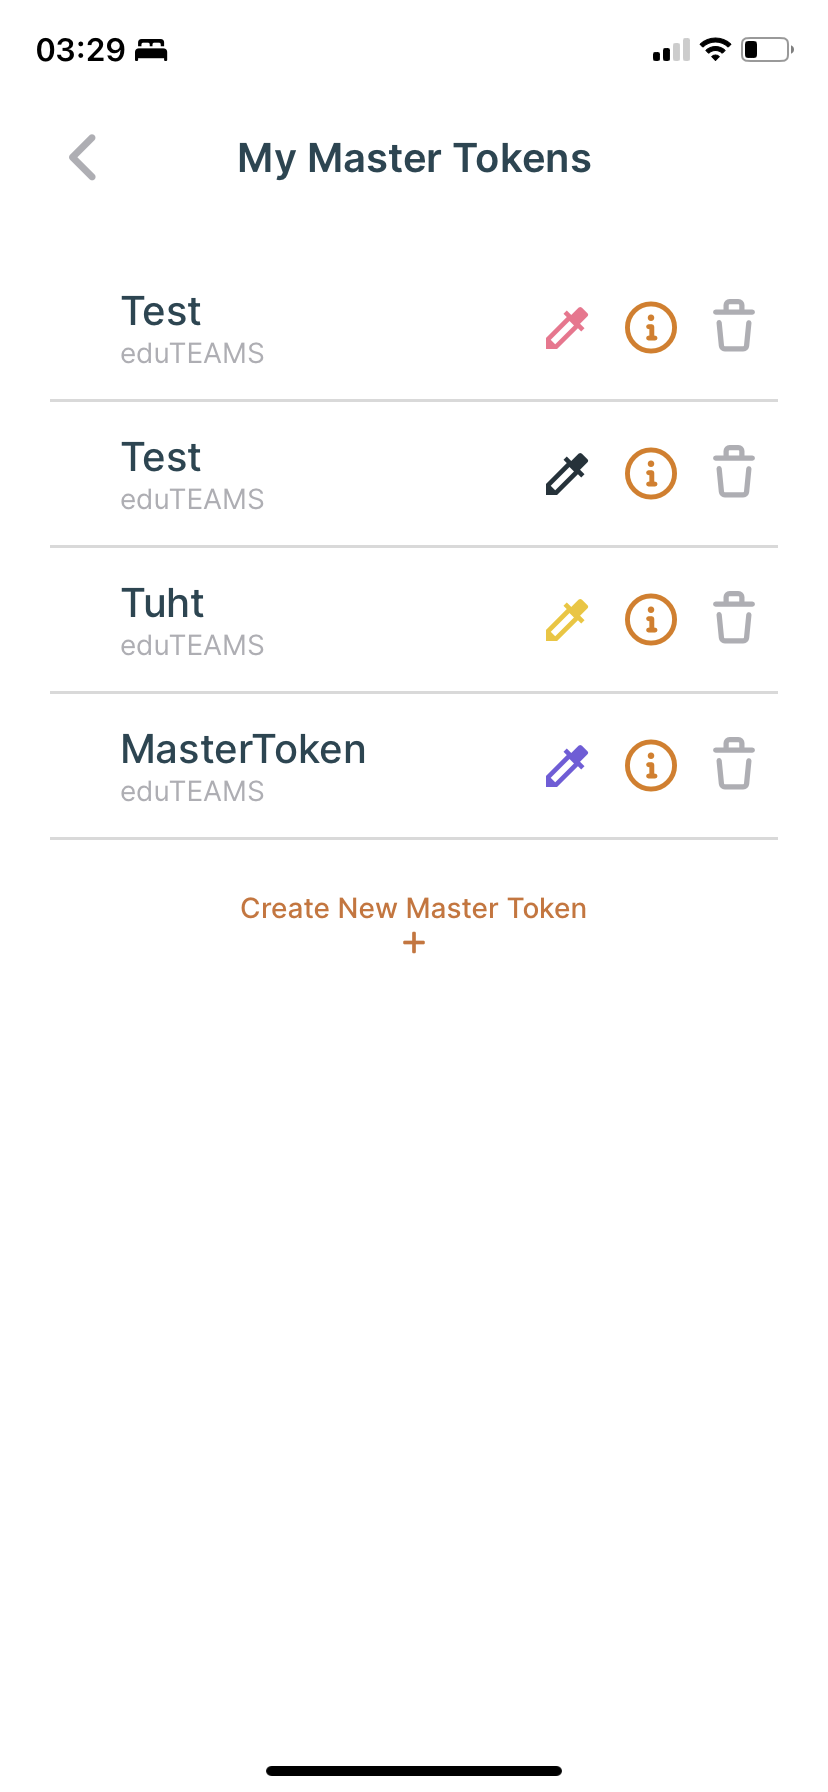 03:29
My Master Tokens
Test
eduTEAMS
Test
eduTEAMS
Tuht
eduTEAMS
MasterToken
eduTEAMS
Create New Master Token
+